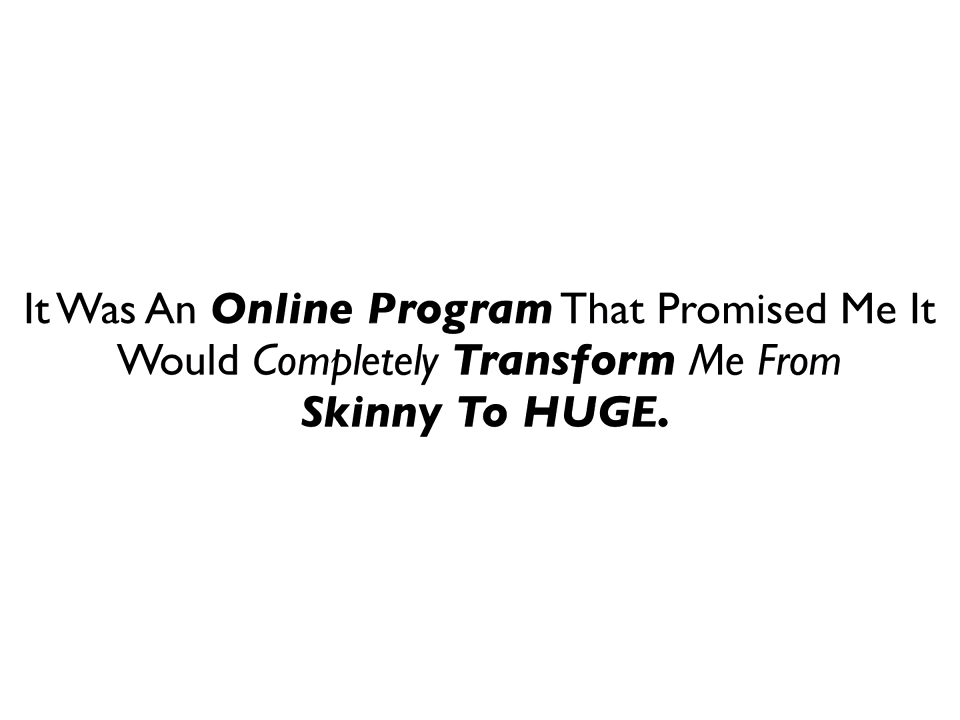 It Was An Online Program That Promised Me It
Would Completely Transform Me From
Skinny To HUGE.